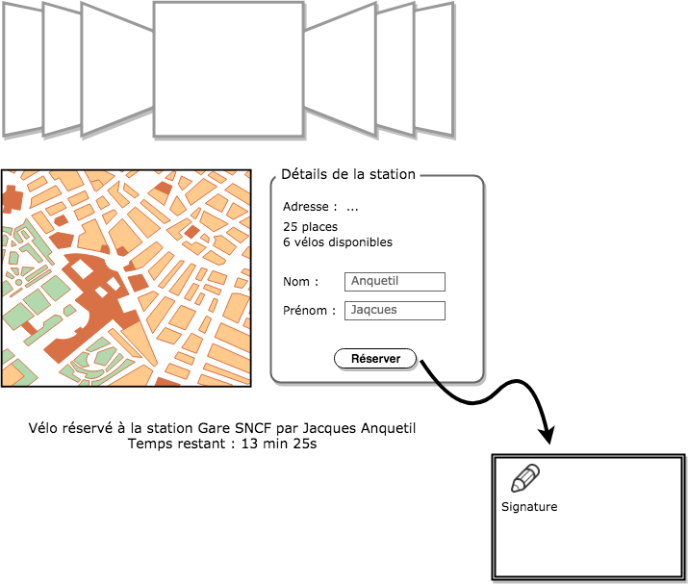 Détails de la station
Adresse : ...
25 places
6 vélos disponibles
Nom : Anquetil
Prénom : Jaqcues
Réserver
Vélo réservé à la station Gare SNCF par Jacques Anquetil
Temps restant : 13 min 25s
Signature